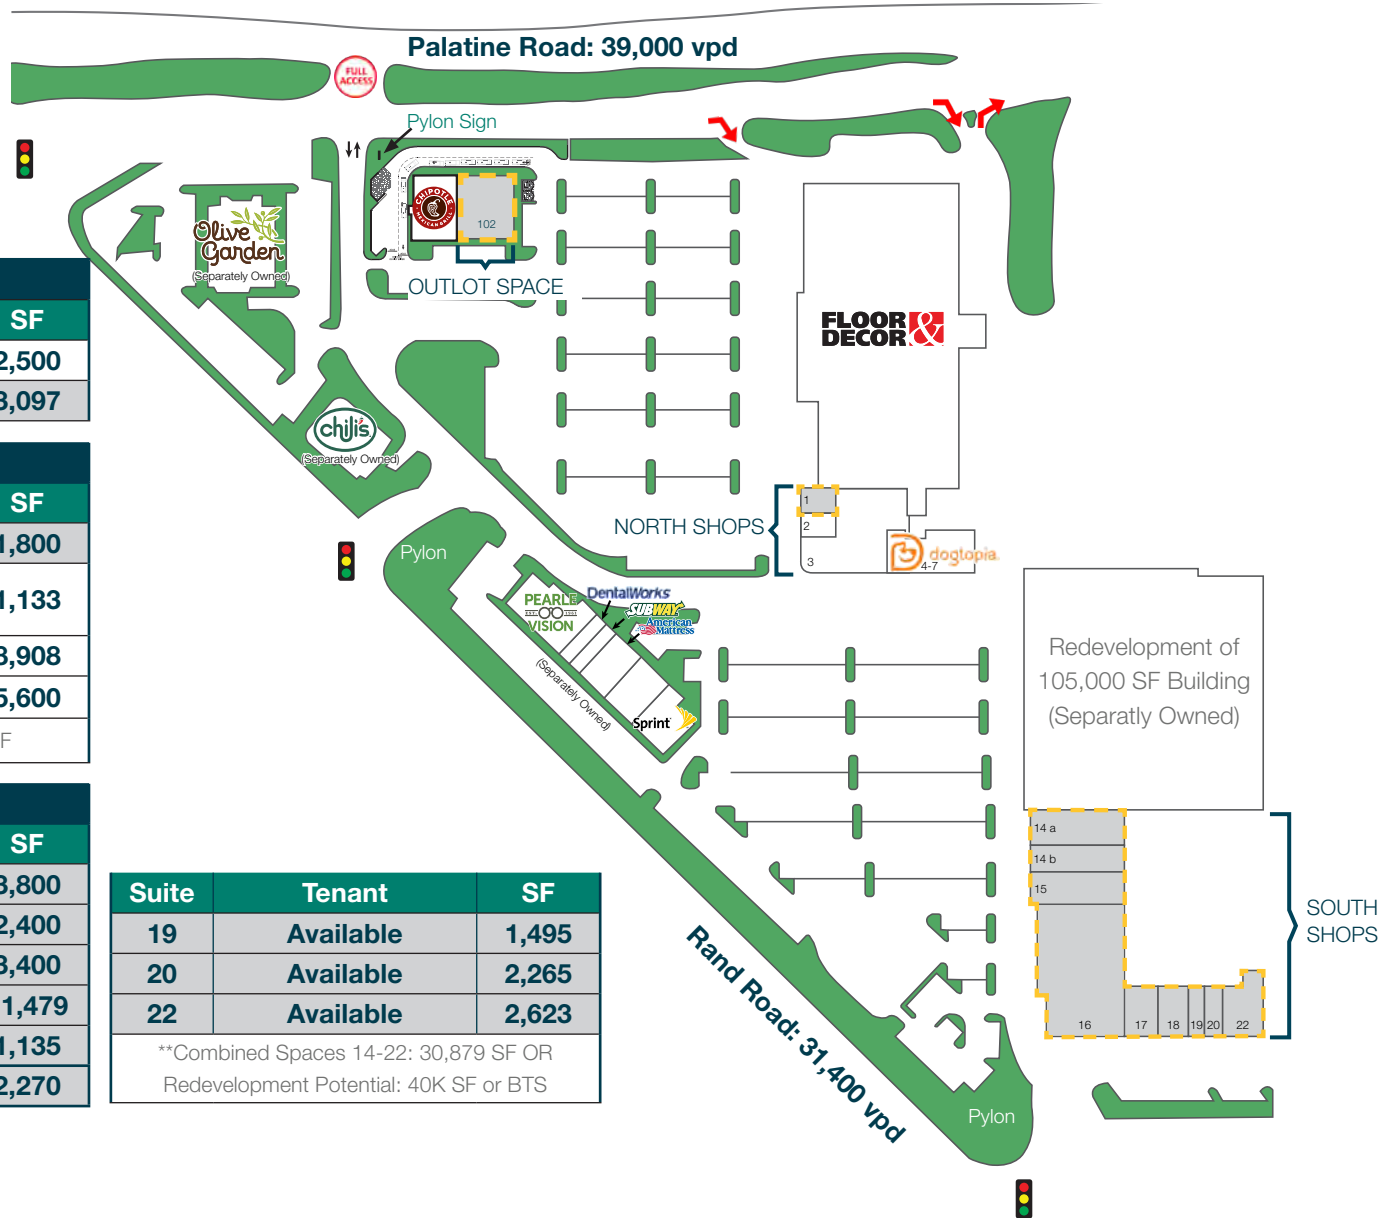 Palatine Road: 39,000 vpd
FULL
ACCESS
Pylon Sign
CHIPOTLE
MEXICAN GRILL
102
OUTLOT SPACE
Olive
Garden
(Separately Owned)
chili's
(Separately Owned)
FLOOR &
DECOR
NORTH SHOPS
1
2
3
4-7
dogtopia
Pylon
PEARLE
VISION
DentalWorks
SUBWAY
American
Mattress
(Separately Owned)
Sprint
Redevelopment of
105,000 SF Building
(Separatly Owned)
14 a
14 b
15
16
17
18
19
20
22
SOUTH
SHOPS
Rand Road: 31,400 vpd
Pylon
SF
2,500
3,097
SF
1,800
1,133
3,908
5,600
F
SF
3,800
2,400
3,400
1,479
1,135
2,270
Suite Tenant SF
19 Available 1,495
20 Available 2,265
22 Available 2,623
**Combined Spaces 14-22: 30,879 SF OR
Redevelopment Potential: 40K SF or BTS